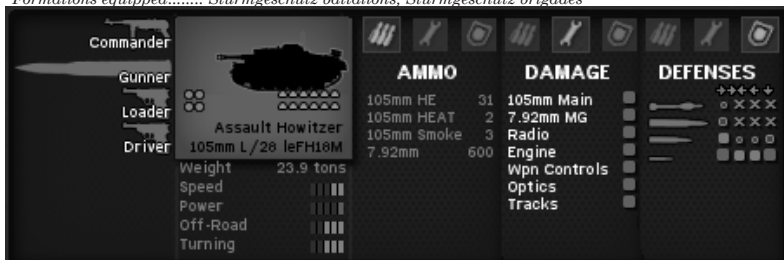 Formations equipped........ Sturmgeschütz battalions, Sturmgeschütz brigades
Commander
Gunner
Loader
Driver
Assault Howitzer
105mm L/28 leFH18M
Weight 23.9 tons
Speed
Power
Off-Road
Turning
AMMO
105mm HE 31
105mm HEAT 2
105mm Smoke 3
7.92mm 600
DAMAGE
105mm Main
7.92mm MG
Radio
Engine
Wpn Controls
Optics
Tracks
DEFENSES